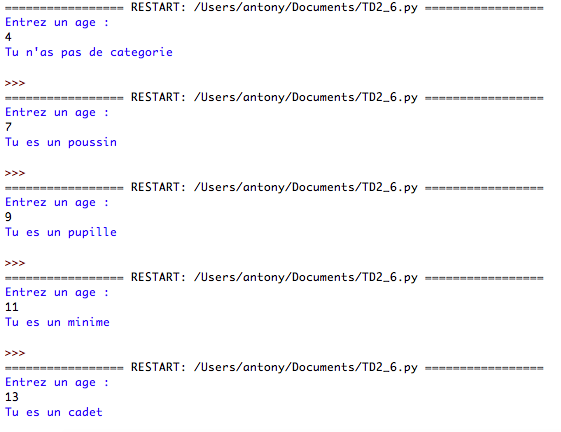 ================= RESTART: /Users/antony/Documents/TD2_6.py =================
Entrez un age :
4
Tu n'as pas de categorie
>>>
================= RESTART: /Users/antony/Documents/TD2_6.py =================
Entrez un age :
7
Tu es un poussin
>>>
================= RESTART: /Users/antony/Documents/TD2_6.py =================
Entrez un age :
9
Tu es un pupille
>>>
================= RESTART: /Users/antony/Documents/TD2_6.py =================
Entrez un age :
11
Tu es un minime
>>>
================= RESTART: /Users/antony/Documents/TD2_6.py =================
Entrez un age :
13
Tu es un cadet